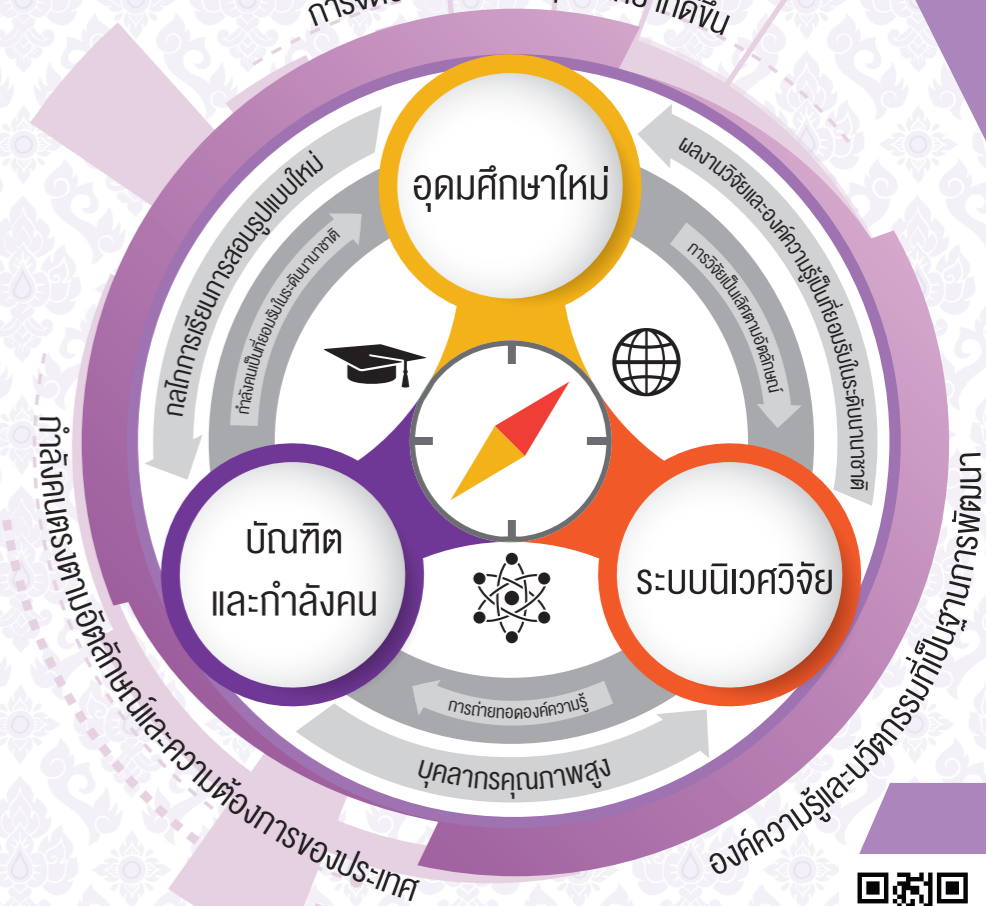 อุดมศึกษาใหม่
ผลงานวิจัยและองค์ความรู้เป็นที่ยอมรับในระดับนานาชาติ
กลไกการเรียนการสอนรูปแบบใหม่
กำลังคนเป็นที่ยอมรับในระดับนานาชาติ
การวิจัยเป็นเลิศตามอัตลักษณ์
บัณฑิต
และกำลังคน
ระบบนิเวศวิจัย
การถ่ายทอดองค์ความรู้
บุคลากรคุณภาพสูง
กำลังคนตรงตามอัตลักษณ์และความต้องการของประเทศ
องค์ความรู้และนวัตกรรมที่เป็นฐานการพัฒนา